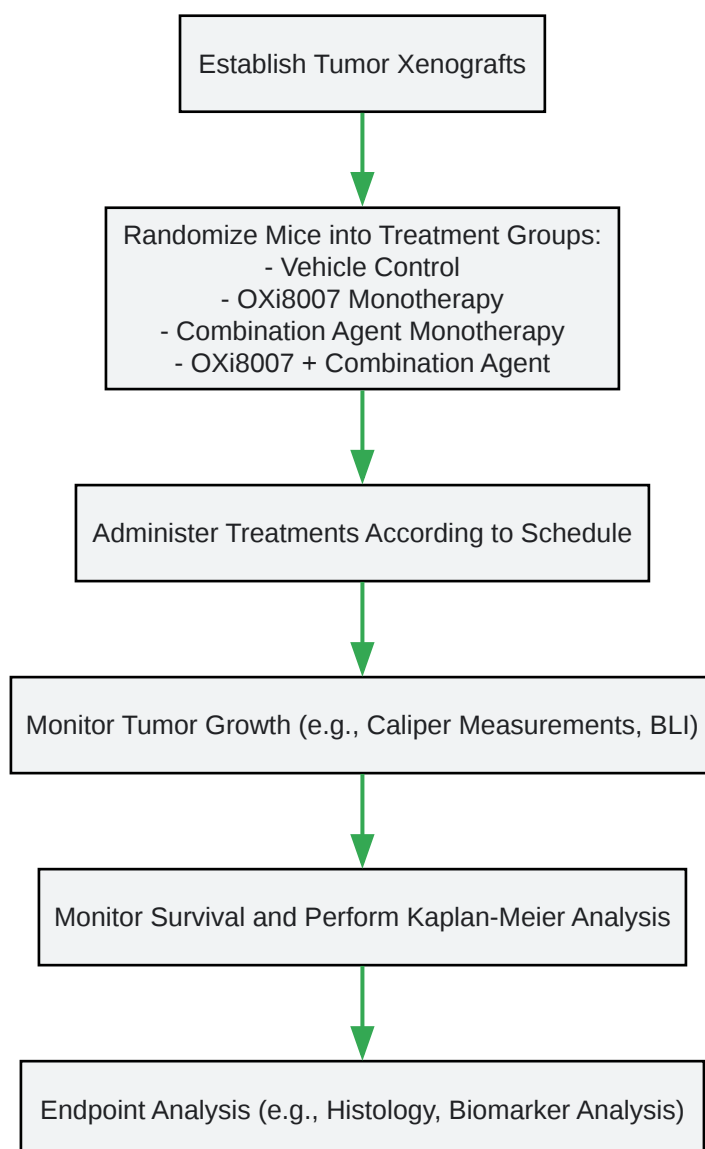 Establish Tumor Xenografts
Randomize Mice into Treatment Groups:
- Vehicle Control
- OXi8007 Monotherapy
- Combination Agent Monotherapy
- OXi8007 + Combination Agent
Administer Treatments According to Schedule
Monitor Tumor Growth (e.g., Caliper Measurements, BLI)
Monitor Survival and Perform Kaplan-Meier Analysis
Endpoint Analysis (e.g., Histology, Biomarker Analysis)